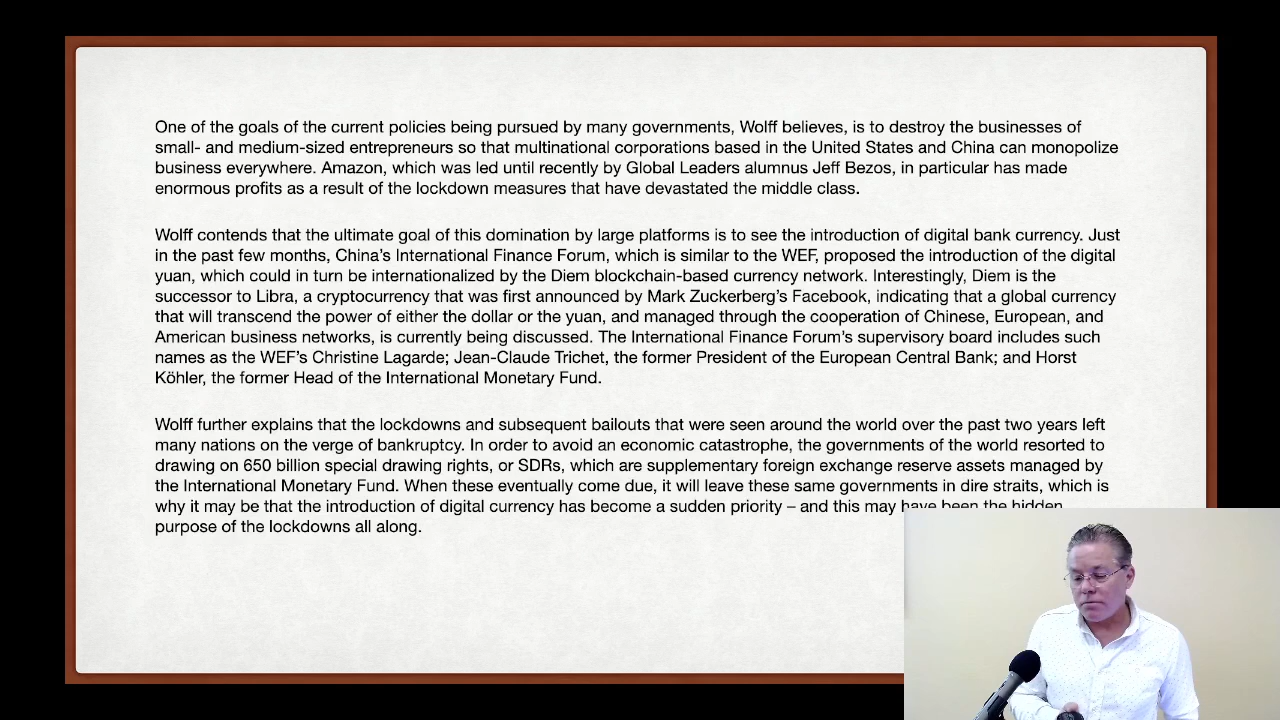 One of the goals of the current policies being pursued by many governments, Wolff believes, is to destroy the businesses of
small- and medium-sized entrepreneurs so that multinational corporations based in the United States and China can monopolize
business everywhere. Amazon, which was led until recently by Global Leaders alumnus Jeff Bezos, in particular has made
enormous profits as a result of the lockdown measures that have devastated the middle class.
Wolff contends that the ultimate goal of this domination by large platforms is to see the introduction of digital bank currency. Just
in the past few months, China’s International Finance Forum, which is similar to the WEF, proposed the introduction of the digital
yuan, which could in turn be internationalized by the Diem blockchain-based currency network. Interestingly, Diem is the
successor to Libra, a cryptocurrency that was first announced by Mark Zuckerberg’s Facebook, indicating that a global currency
that will transcend the power of either the dollar or the yuan, and managed through the cooperation of Chinese, European, and
American business networks, is currently being discussed. The International Finance Forum’s supervisory board includes such
names as the WEF’s Christine Lagarde; Jean-Claude Trichet, the former President of the European Central Bank; and Horst
Köhler, the former Head of the International Monetary Fund.
Wolff further explains that the lockdowns and subsequent bailouts that were seen around the world over the past two years left
many nations on the verge of bankruptcy. In order to avoid an economic catastrophe, the governments of the world resorted to
drawing on 650 billion special drawing rights, or SDRs, which are supplementary foreign exchange reserve assets managed by
the International Monetary Fund. When these eventually come due, it will leave these same governments in dire straits, which is
why it may be that the introduction of digital currency has become a sudden priority – and this may have been the hidden
purpose of the lockdowns all along.